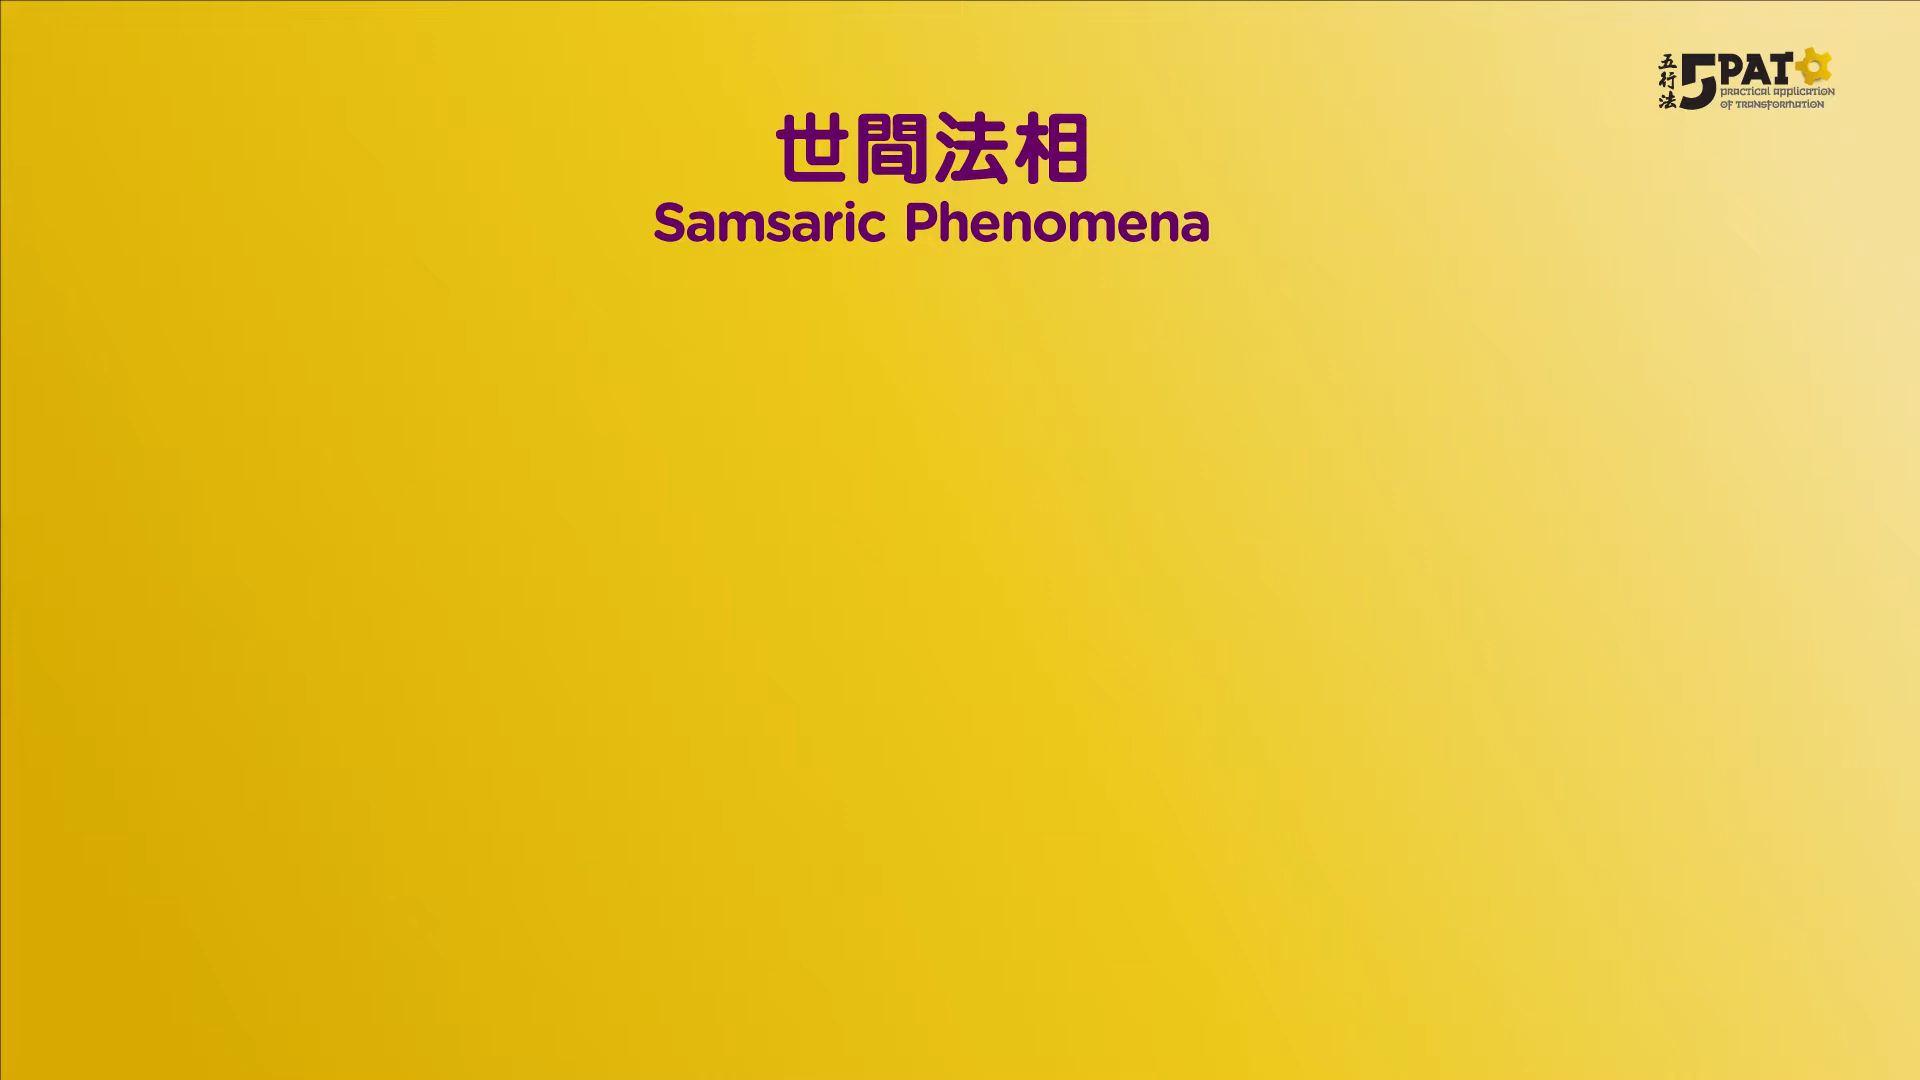 世間法相
Samsaric Phenomena
五行法
5PAT
practical application
of transformation